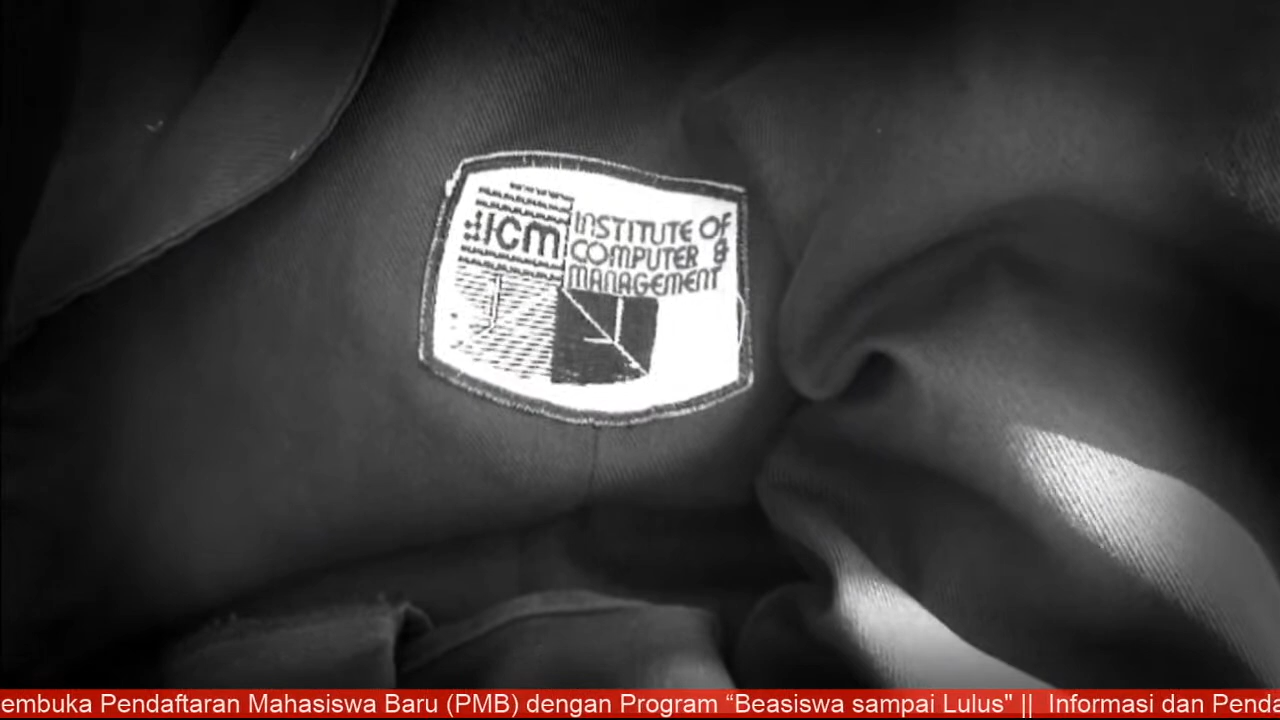 icm
INSTITUTE OF
COMPUTER &
MANAGEMENT
embuka Pendaftaran Mahasiswa Baru (PMB) dengan Program “Beasiswa sampai Lulus" || Informasi dan Penda